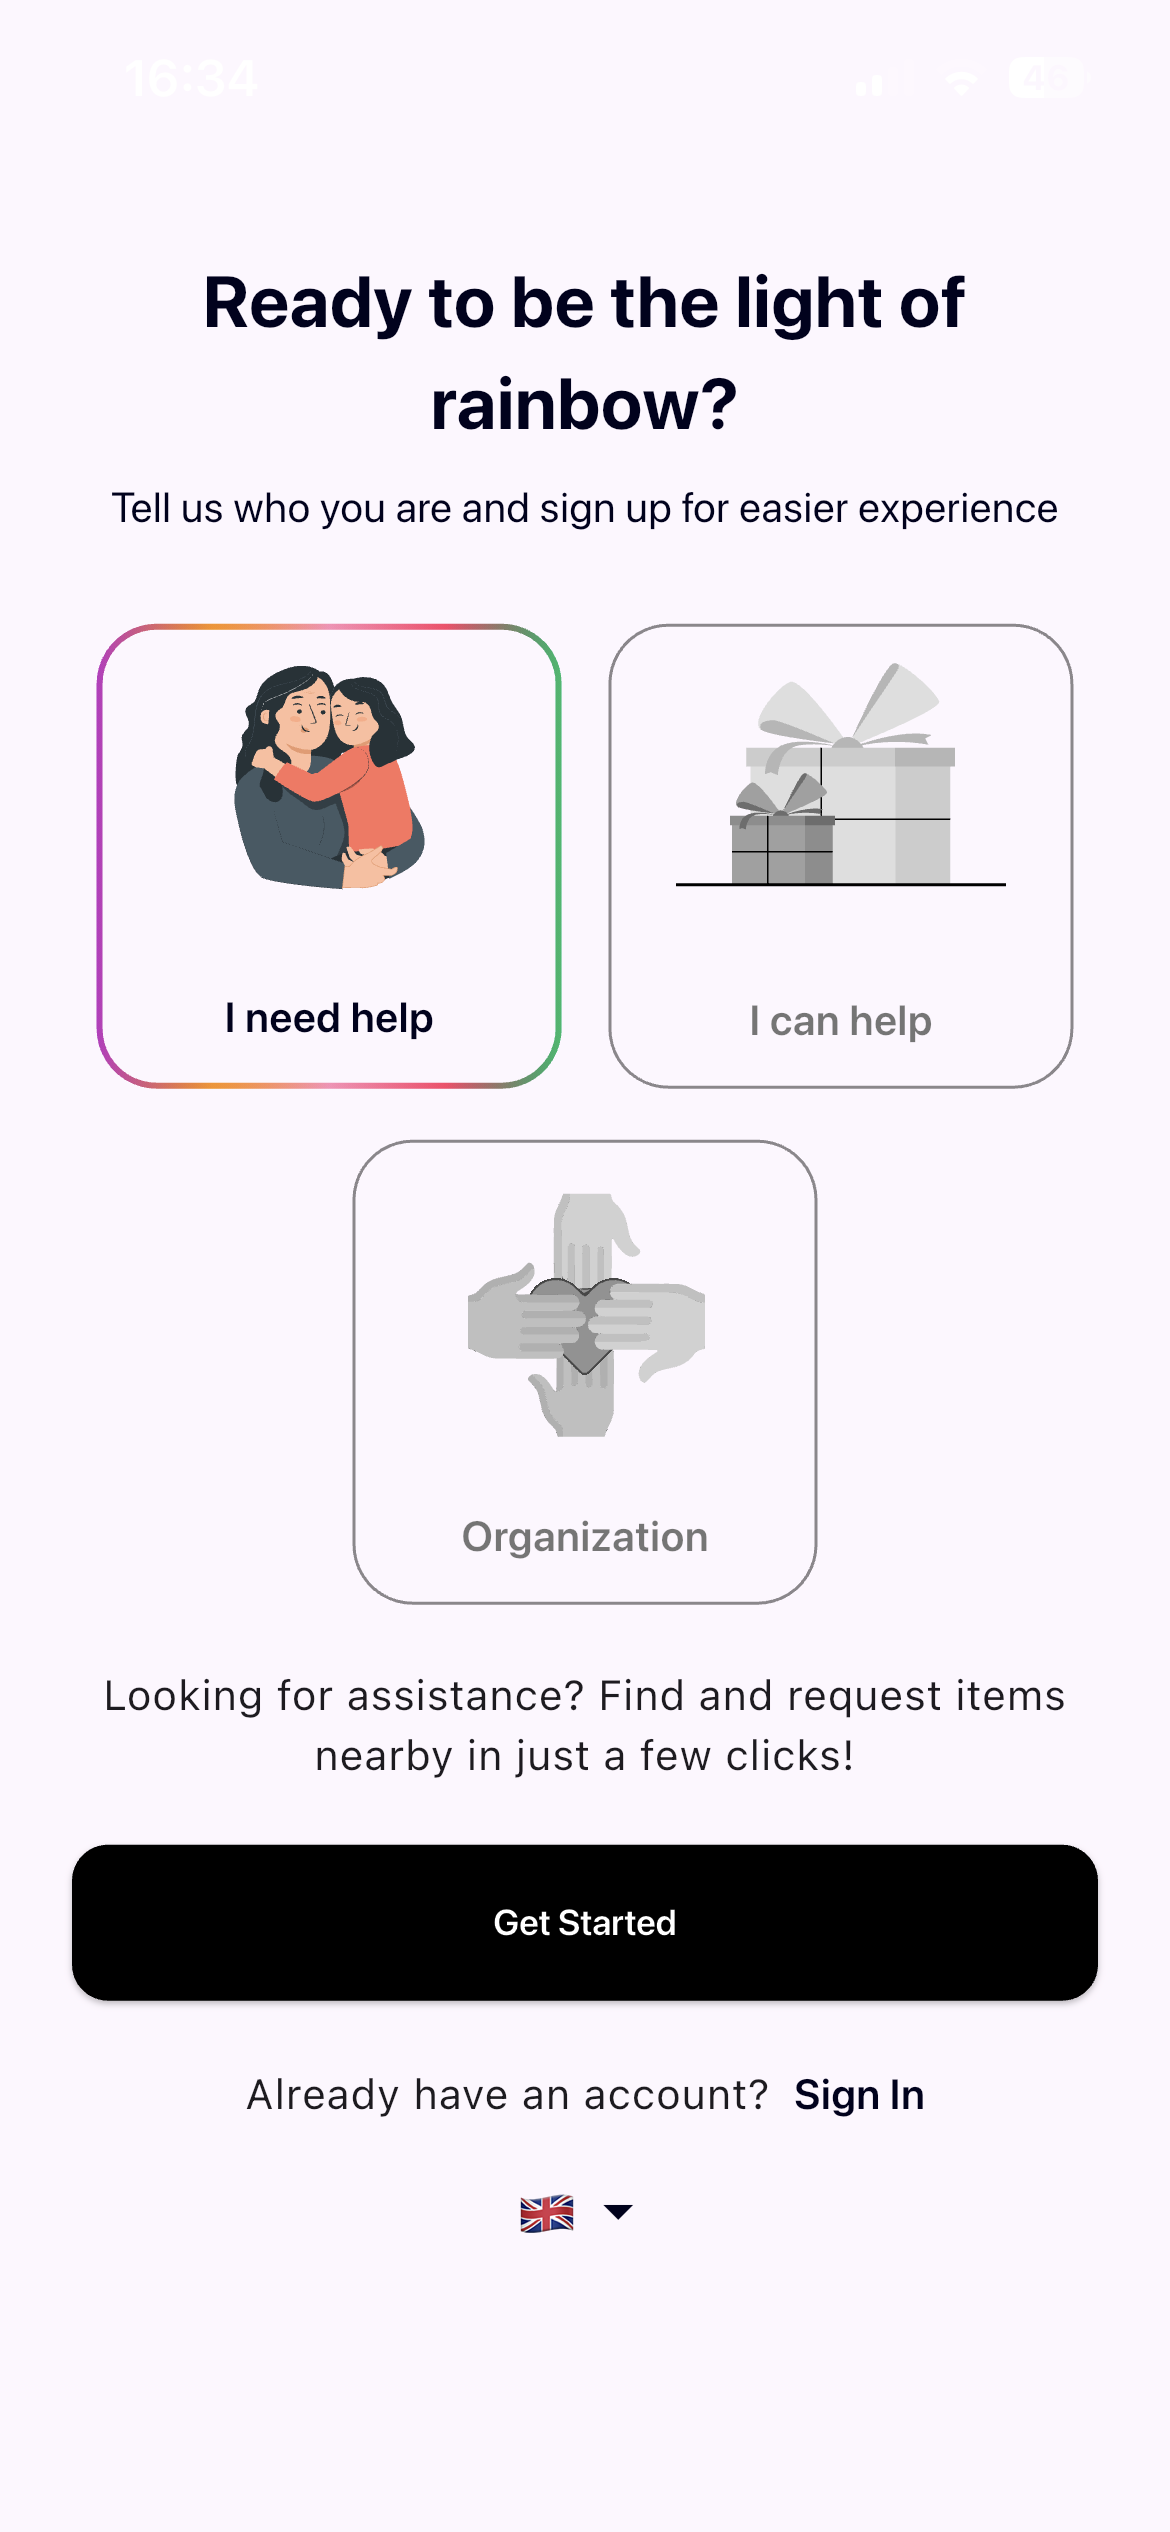 16:34
46
Ready to be the light of
rainbow?
Tell us who you are and sign up for easier experience
I need help
I can help
Organization
Looking for assistance? Find and request items
nearby in just a few clicks!
Get Started
Already have an account? Sign In